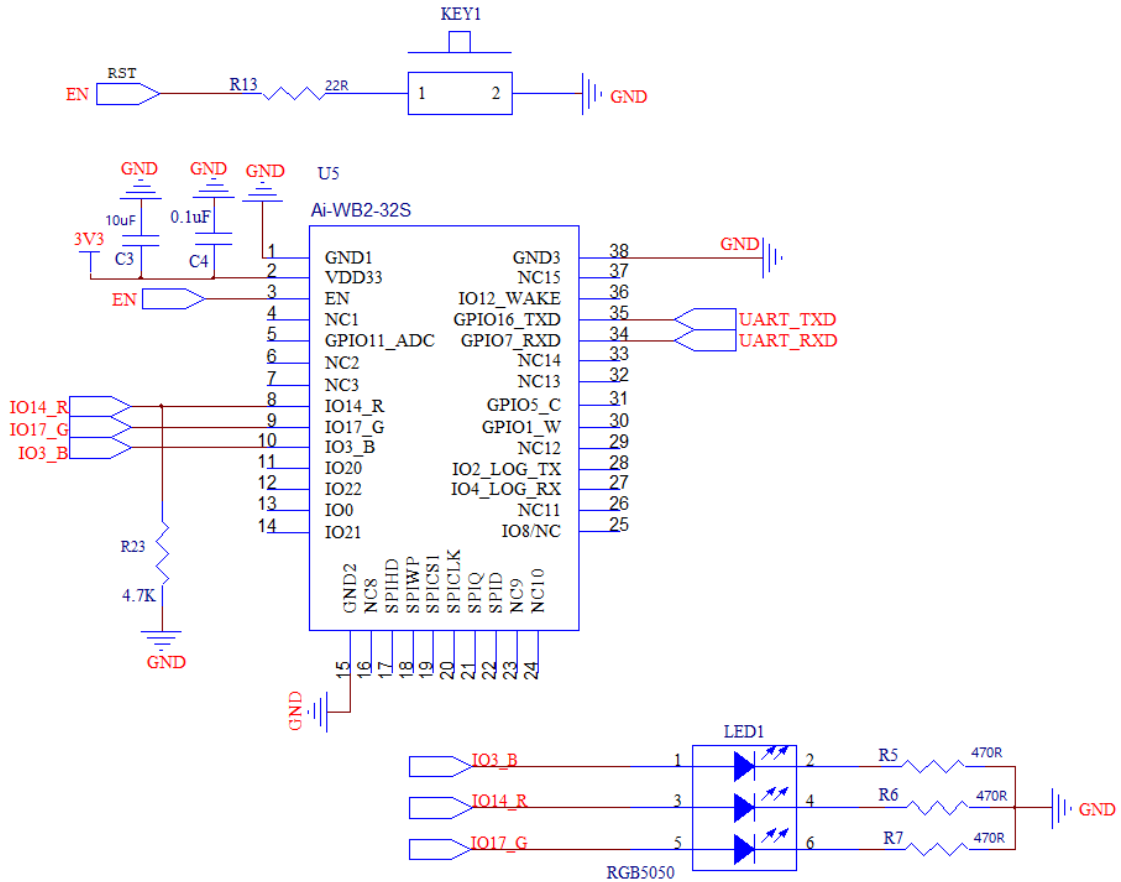 KEY1
RST
EN
R13
22R
1
2
GND
GND
GND
GND
U5
10uF
0.1uF
Ai-WB2-32S
3V3
C3
C4
EN
1 GND1
2 VDD33
3 EN
4 NC1
5 GPIO11_ADC
6 NC2
7 NC3
8 IO14_R
9 IO17_G
10 IO3_B
11 IO20
12 IO22
13 IO0
14 IO21
GND3 38
NC15 37
IO12_WAKE 36
GPIO16_TXD 35
GPIO7_RXD 34
NC14 33
NC13 32
GPIO5_C 31
GPIO1_W 30
NC12 29
IO2_LOG_TX 28
IO4_LOG_RX 27
NC11 26
IO8/NC 25
GND
UART_TXD
UART_RXD
IO14_R
IO17_G
IO3_B
R23
4.7K
GND
GND2 15
NC8 16
SPIHD 17
SPIWP 18
SPICS1 19
SPICLK 20
SPIQ 21
SPID 22
NC9 23
NC10 24
GND
LED1
IO3_B 1 2 R5 470R
IO14_R 3 4 R6 470R
GND
IO17_G 5 6 R7 470R
RGB5050